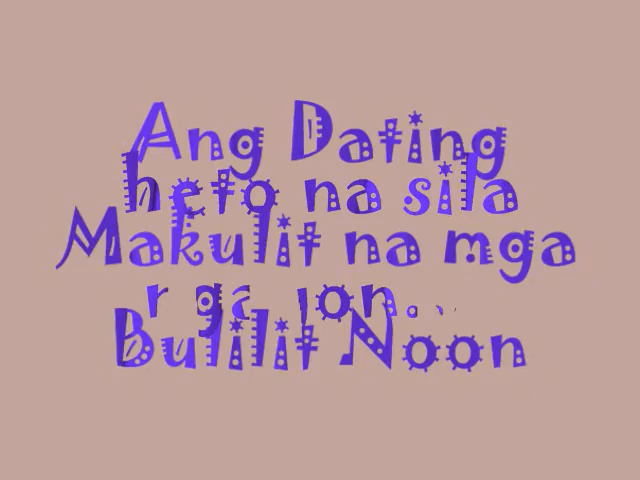 Ang Dating
heto na sila
Makulit na mga
Bulilit Noon